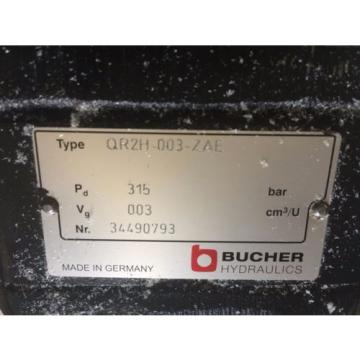 Type QR2H-003-ZAE
Pd 315 bar
Vg 003 cm³/U
Nr. 34490793
MADE IN GERMANY
b BUCHER
HYDRAULICS